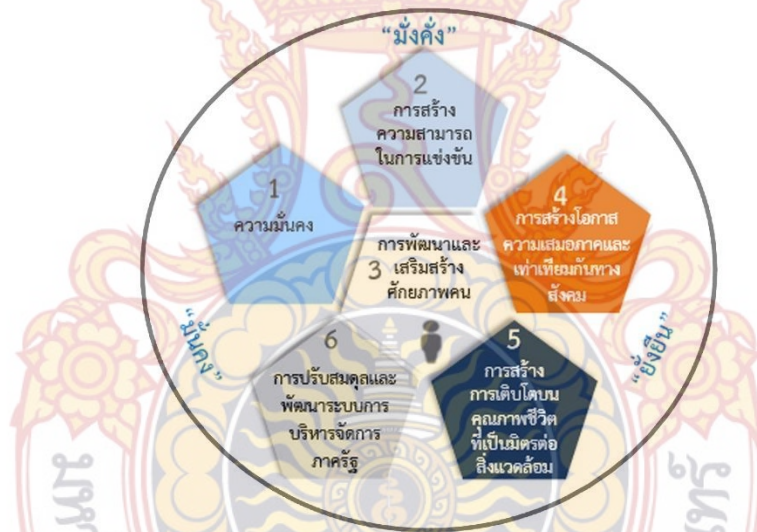 “มั่งคั่ง”
2
การสร้าง
ความสามารถ
ในการแข่งขัน
1
ความมั่นคง
4
การสร้างโอกาส
ความเสมอภาคและ
เท่าเทียมกันทาง
สังคม
การพัฒนาและ
3 เสริมสร้าง
ศักยภาพคน
“มั่นคง”
“ยั่งยืน”
6
การปรับสมดุลและ
พัฒนาระบบการ
บริหารจัดการ
ภาครัฐ
5
การสร้าง
การเติบโตบน
คุณภาพชีวิต
ที่เป็นมิตรต่อ
สิ่งแวดล้อม